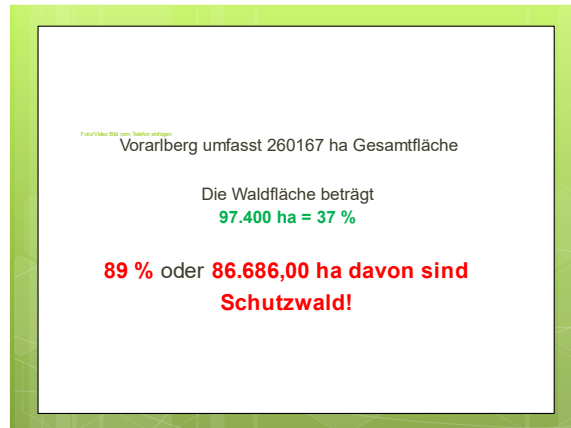 Foto/Video Bild vom Telefon einfügen
Vorarlberg umfasst 260167 ha Gesamtfläche
Die Waldfläche beträgt
97.400 ha = 37 %
89 % oder 86.686,00 ha davon sind
Schutzwald!